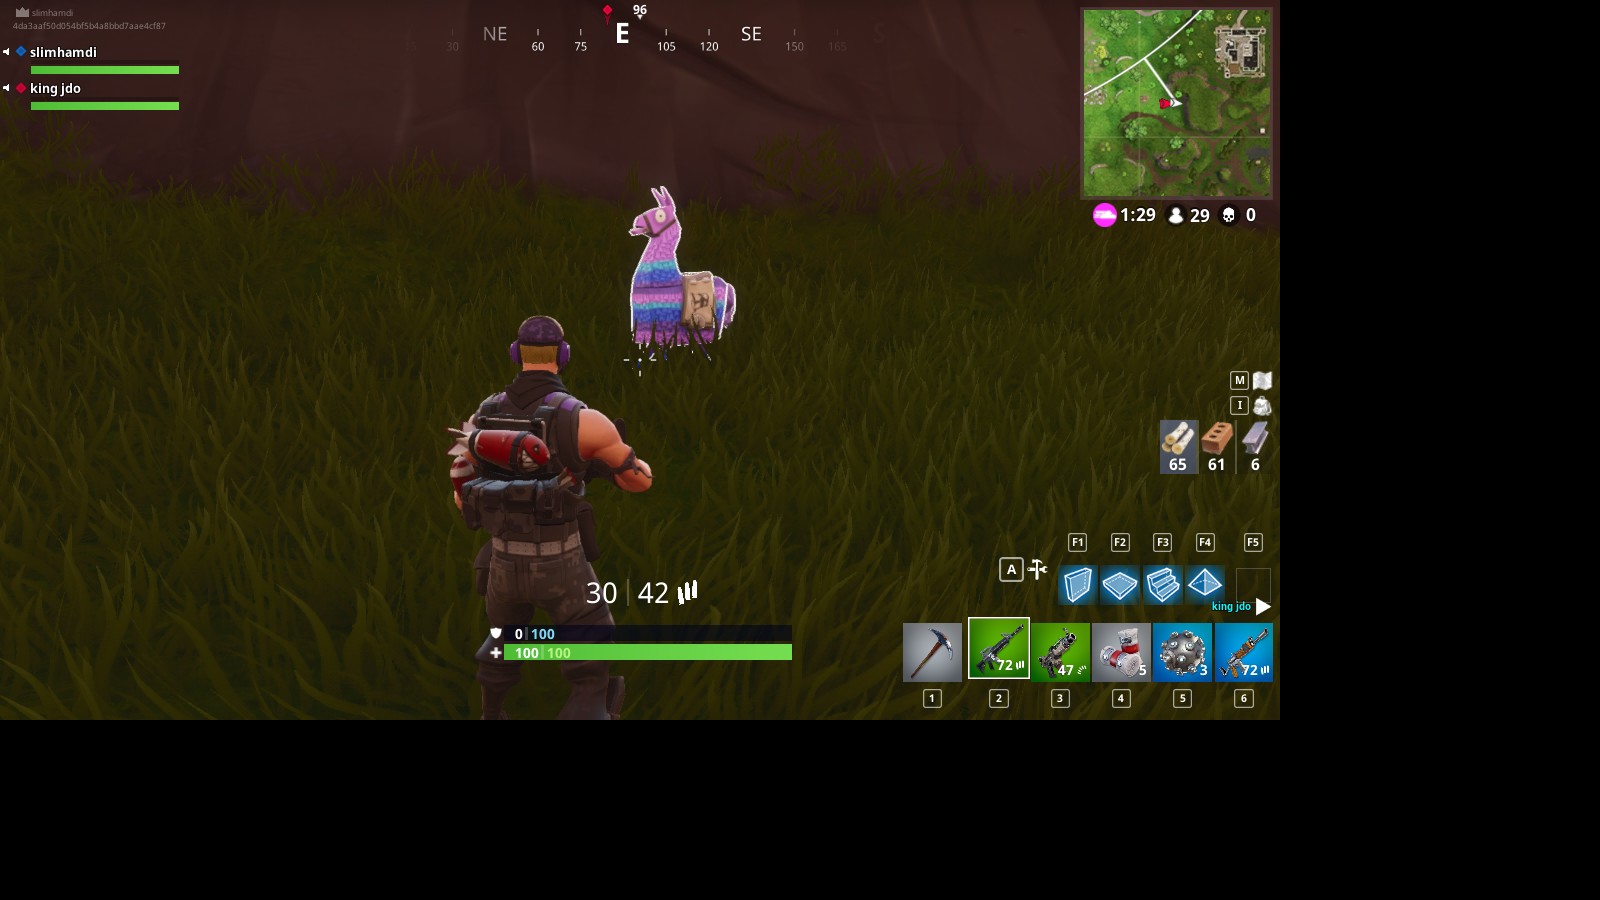 slimhamdi
4da3aaf50d054bf5b4a8bbd7aae4cf87
slimhamdi
king jdo
96
30 NE 60 75 E 105 120 SE 150 165 S
1:29 29 0
M
I
65 61 6
F1 F2 F3 F4 F5
A
king jdo
30 | 42
0 | 100
100 | 100
72 47 5 3 72
1 2 3 4 5 6